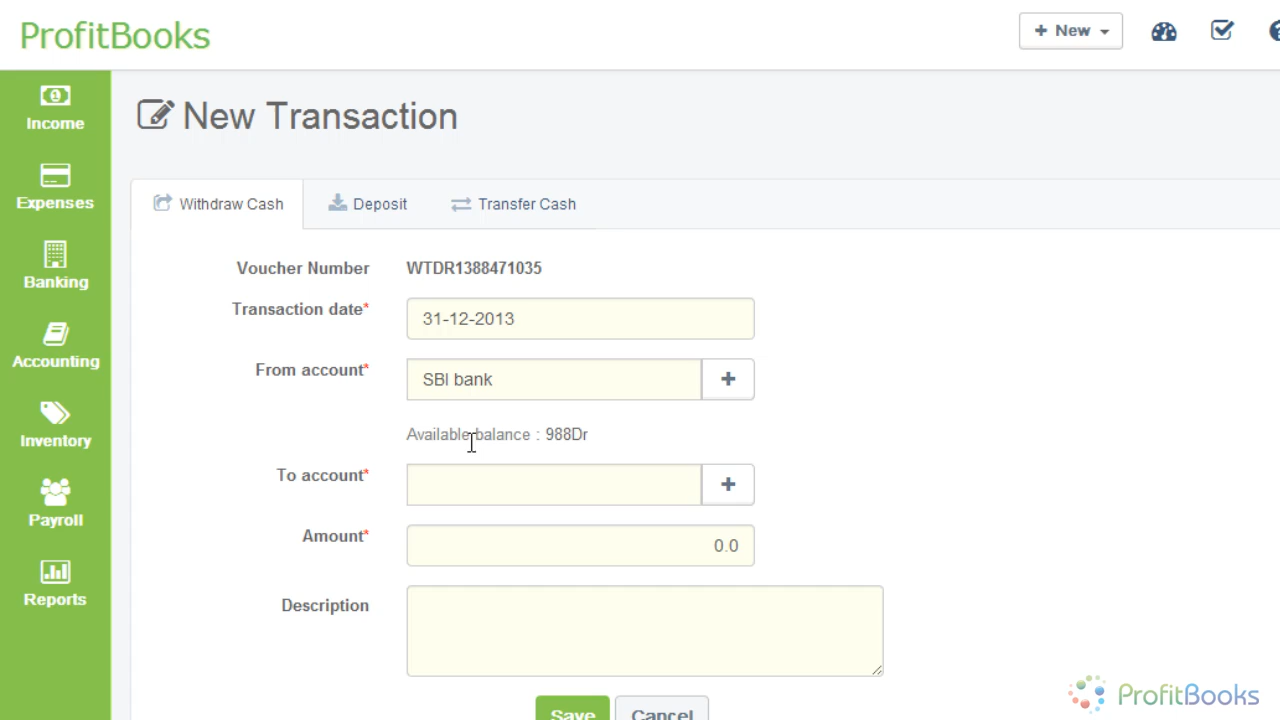 ProfitBooks
+ New
Income
Expenses
Banking
Accounting
Inventory
Payroll
Reports
New Transaction
Withdraw Cash
Deposit
Transfer Cash
Voucher Number WTDR1388471035
Transaction date* 31-12-2013
From account* SBI bank +
Available balance : 988Dr
To account* +
Amount* 0.0
Description
Save Cancel
ProfitBooks